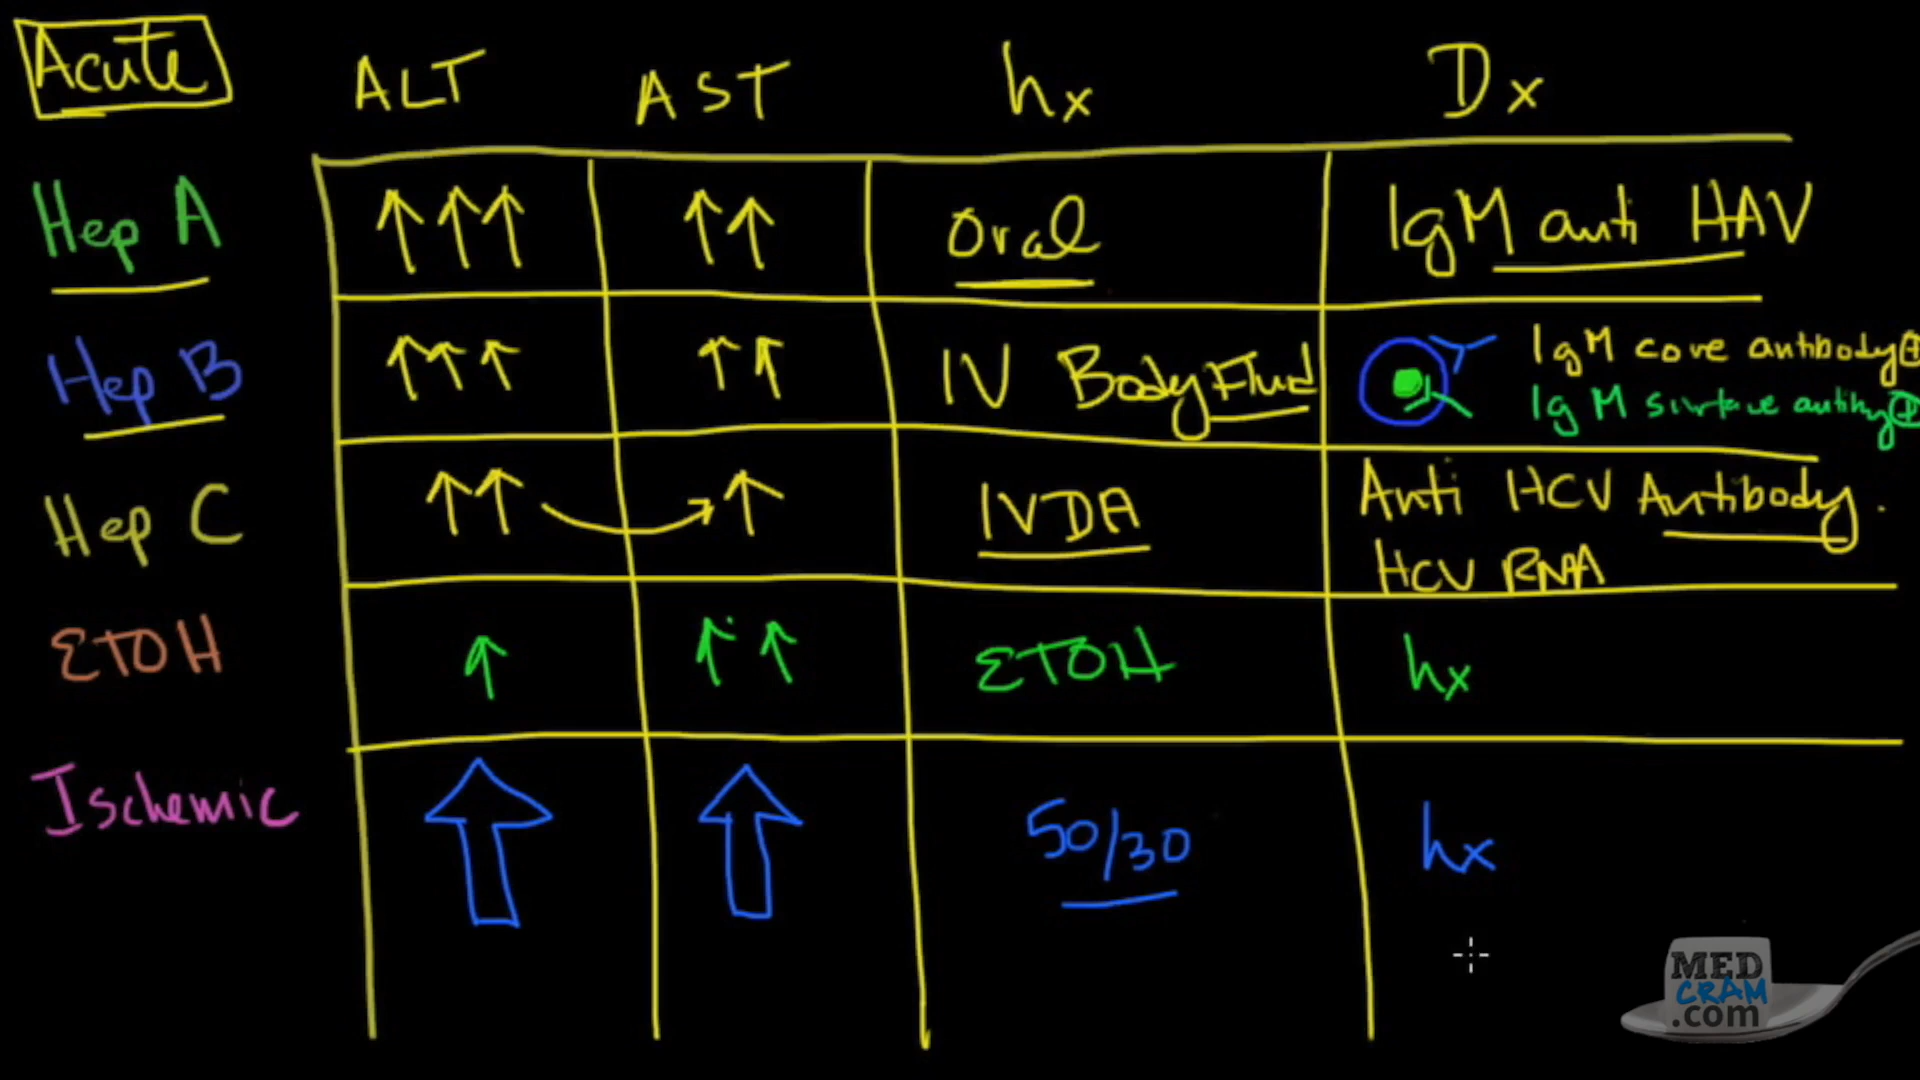 Acute ALT AST hx Dx
Hep A ↑↑↑ ↑↑ Oral IgM anti HAV
Hep B ↑↑↑ ↑↑ IV Body Fluid IgM core antibody +
IgM surface +
Hep C ↑↑ ↑ IVDA Anti HCV Antibody.
HCV RNA
ETOH ↑ ↑↑ ETOH hx
Ischemic ↑ ↑ 50/30 hx
MED
CRAM
.com